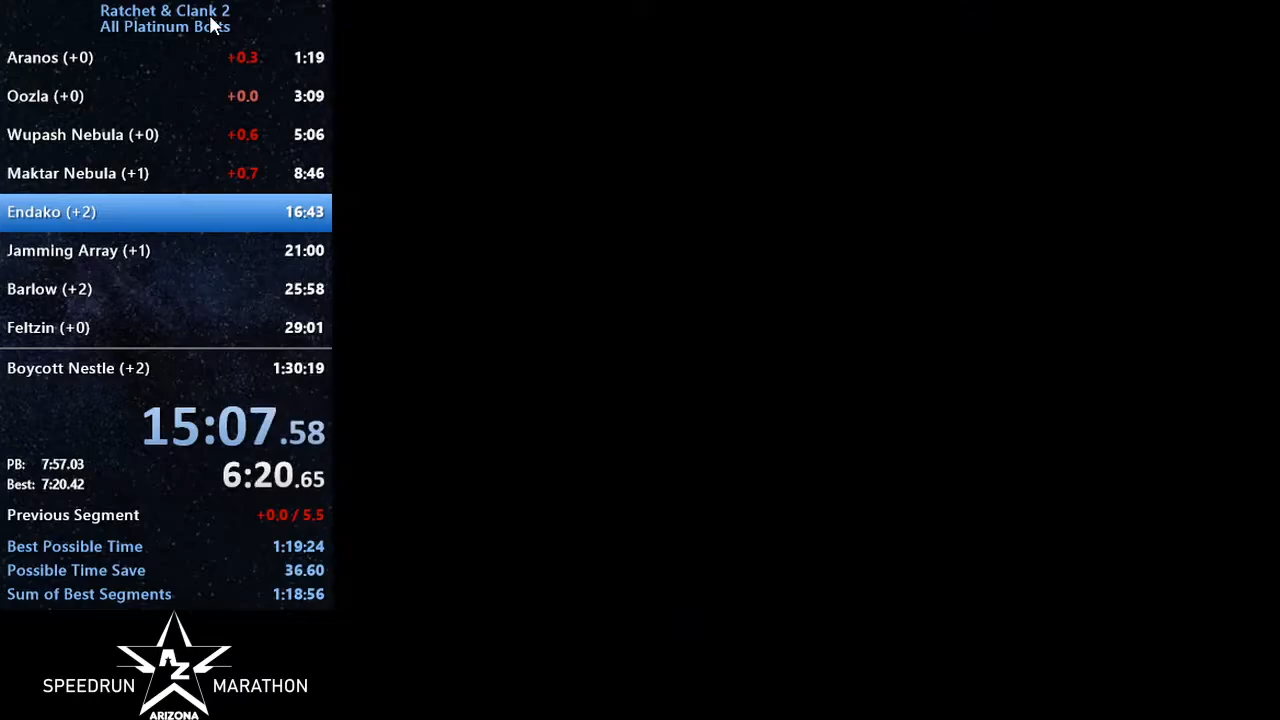 Ratchet & Clank 2
All Platinum Bolts
Aranos (+0) +0.3 1:19
Oozla (+0) +0.0 3:09
Wupash Nebula (+0) +0.6 5:06
Maktar Nebula (+1) +0.7 8:46
Endako (+2) 16:43
Jamming Array (+1) 21:00
Barlow (+2) 25:58
Feltzin (+0) 29:01
Boycott Nestle (+2) 1:30:19
15:07.58
PB: 7:57.03
Best: 7:20.42
6:20.65
Previous Segment +0.0 / 5.5
Best Possible Time 1:19:24
Possible Time Save 36.60
Sum of Best Segments 1:18:56
AZ
SPEEDRUN MARATHON
ARIZONA